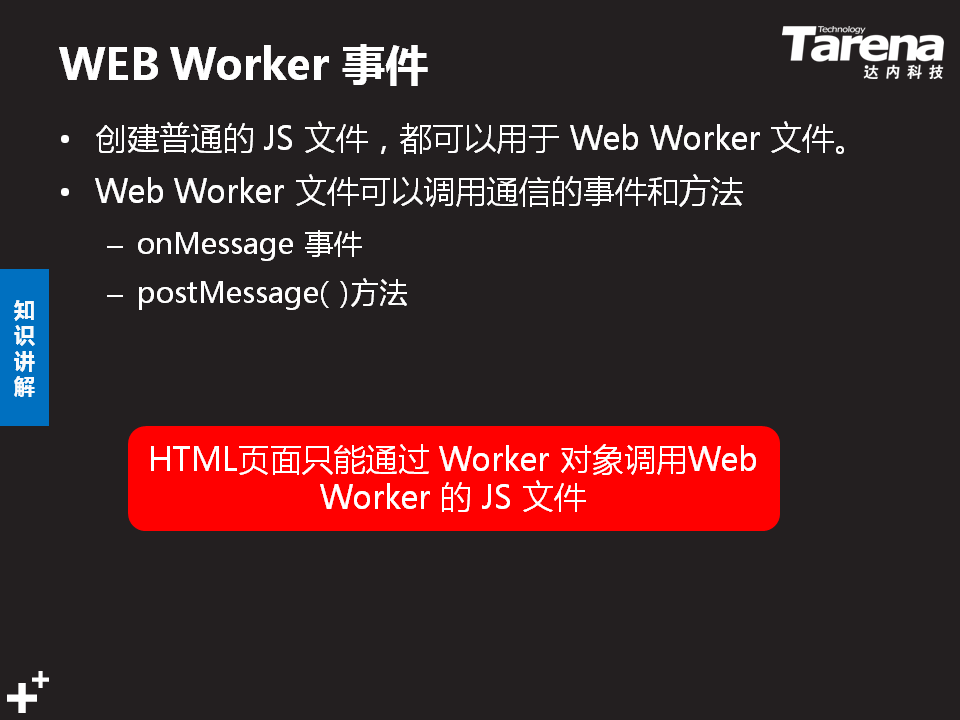 WEB Worker 事件
Technology
Tarena
达内科技
• 创建普通的 JS 文件，都可以用于 Web Worker 文件。
• Web Worker 文件可以调用通信的事件和方法
– onMessage 事件
– postMessage( )方法
知识讲解
HTML页面只能通过 Worker 对象调用Web
Worker 的 JS 文件